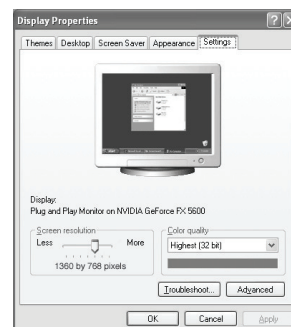 Display Properties
Themes Desktop Screen Saver Appearance Settings
Display:
Plug and Play Monitor on NVIDIA GeForce FX 5600
Screen resolution
Less More
1360 by 768 pixels
Color quality
Highest (32 bit)
Troubleshoot... Advanced
OK Cancel Apply